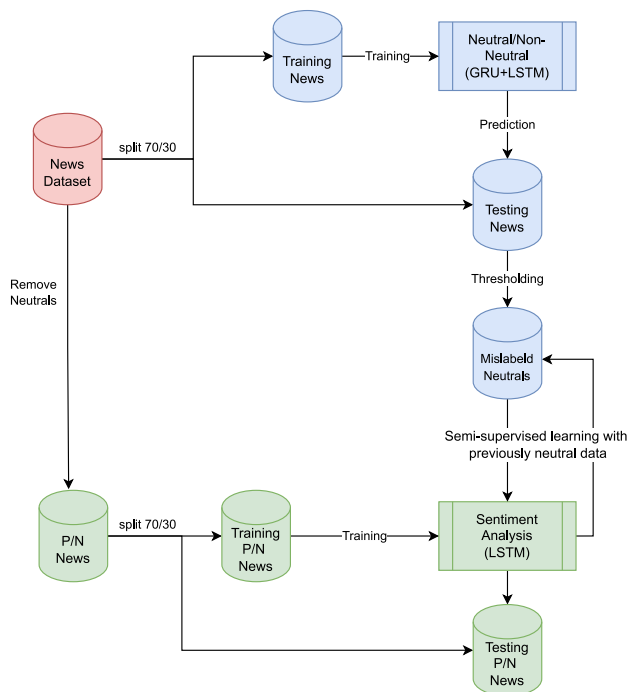 Training
News
Training
Neutral/Non-
Neutral
(GRU+LSTM)
Prediction
split 70/30
News
Dataset
Testing
News
Thresholding
Remove
Neutrals
Mislabeld
Neutrals
Semi-supervised learning with
previously neutral data
P/N
News
split 70/30
Training
P/N
News
Training
Sentiment
Analysis
(LSTM)
Testing
P/N
News